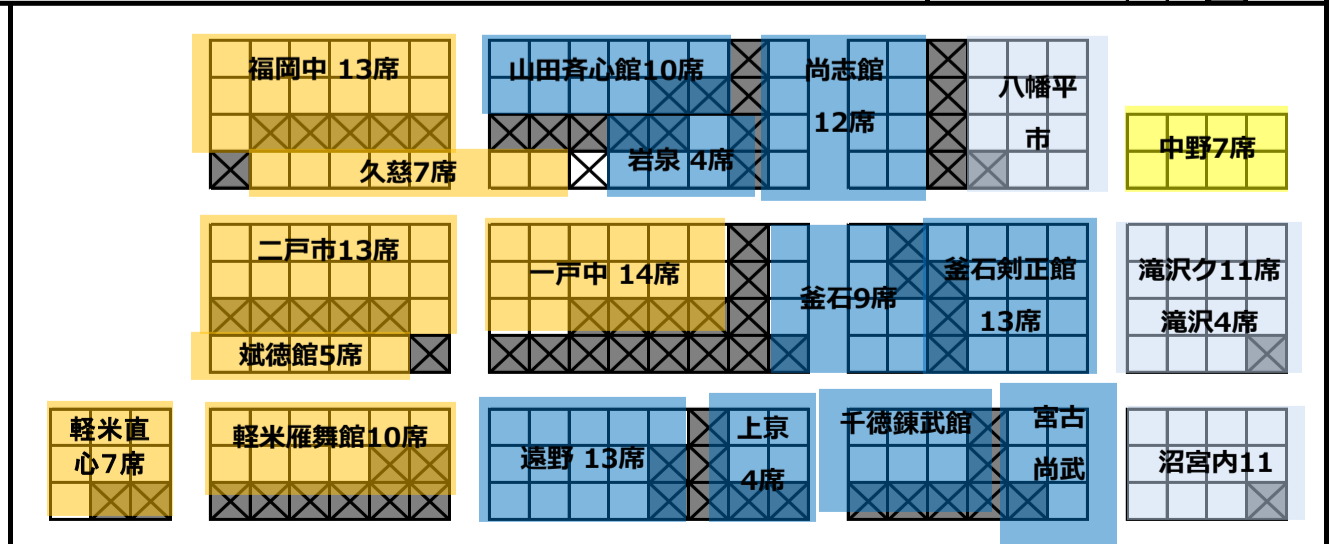 福岡中 13席
山田斉心館10席
尚志館
12席
八幡平
市
中野7席
久慈7席
岩泉 4席
二戸市13席
一戸中 14席
釜石9席
釜石剣正館
13席
滝沢ク11席
滝沢4席
斌徳館5席
軽米直
心7席
軽米雁舞館10席
遠野 13席
上京
4席
千徳錬武館
宮古
尚武
沼宮内11